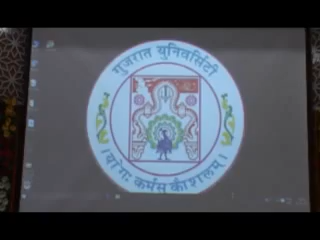 गुजरात युनिवर्सिटी
। योगः कर्मसु कौशलम् ।